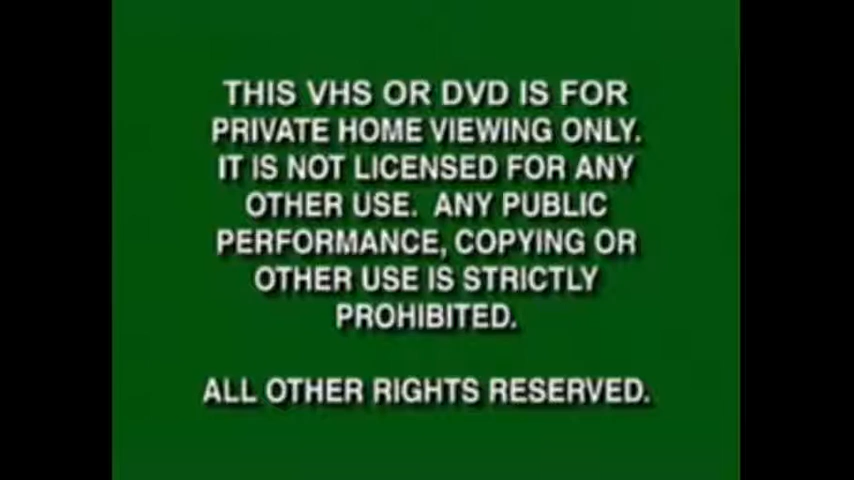 THIS VHS OR DVD IS FOR
PRIVATE HOME VIEWING ONLY.
IT IS NOT LICENSED FOR ANY
OTHER USE. ANY PUBLIC
PERFORMANCE, COPYING OR
OTHER USE IS STRICTLY
PROHIBITED.
ALL OTHER RIGHTS RESERVED.